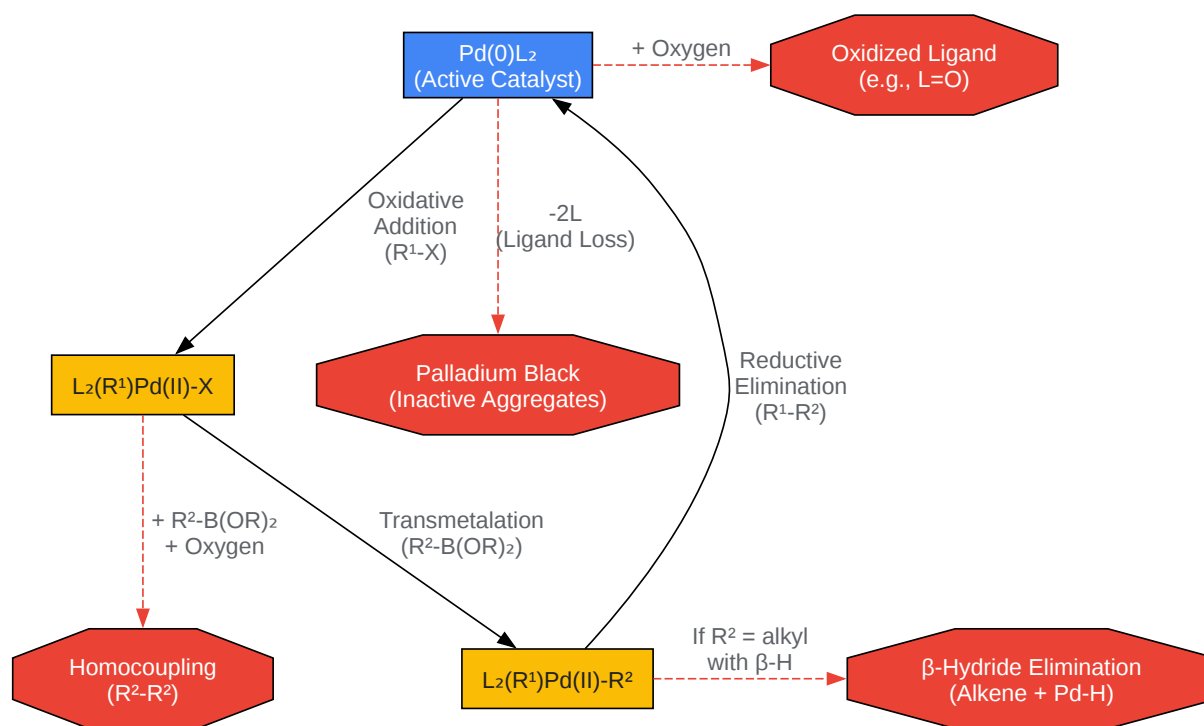 Pd(0)L₂
(Active Catalyst)
+ Oxygen
Oxidized Ligand
(e.g., L=O)
Oxidative
Addition
(R¹-X)
-2L
(Ligand Loss)
L₂(R¹)Pd(II)-X
Palladium Black
(Inactive Aggregates)
Reductive
Elimination
(R¹-R²)
+ R²-B(OR)₂
+ Oxygen
Transmetalation
(R²-B(OR)₂)
Homocoupling
(R²-R²)
L₂(R¹)Pd(II)-R²
If R² = alkyl
with β-H
β-Hydride Elimination
(Alkene + Pd-H)